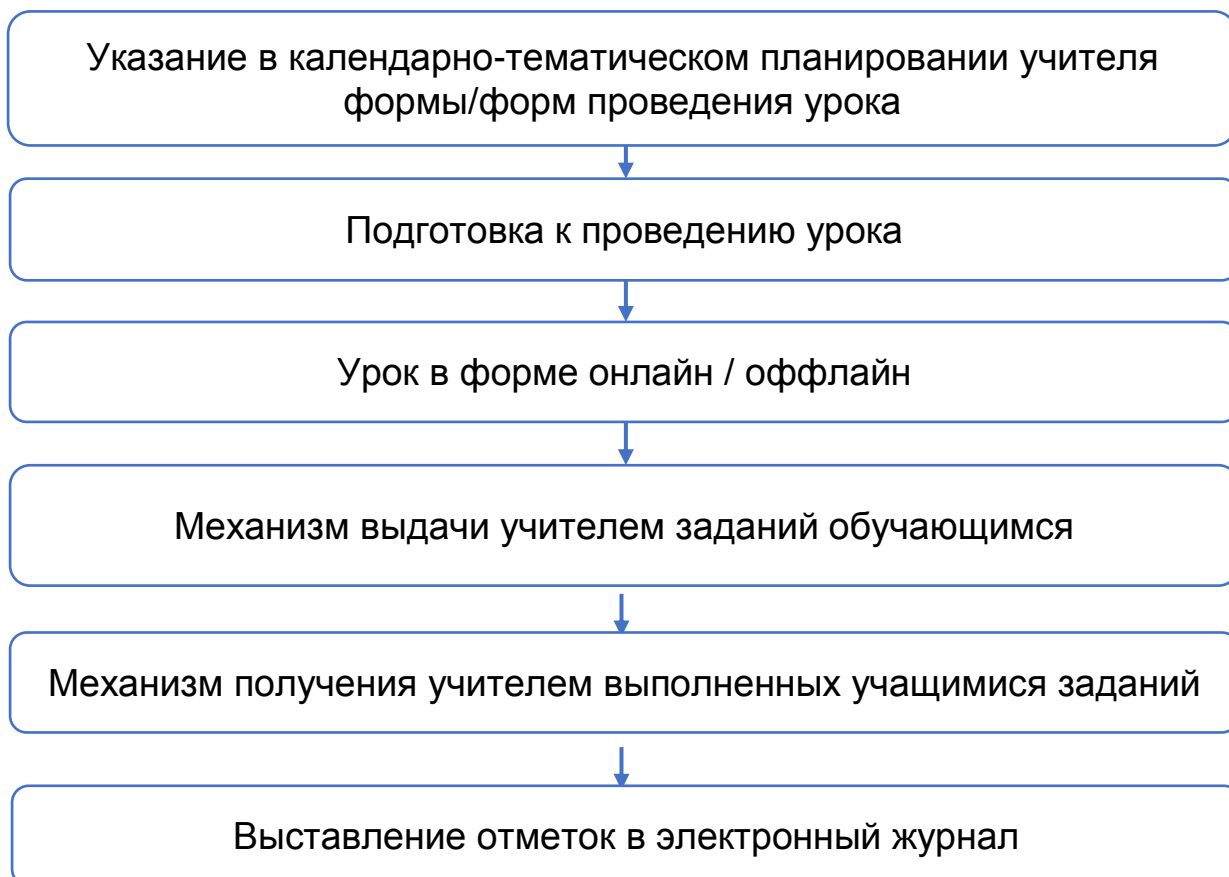 Указание в календарно-тематическом планировании учителя
формы/форм проведения урока
Подготовка к проведению урока
Урок в форме онлайн / оффлайн
Механизм выдачи учителем заданий обучающимся
Механизм получения учителем выполненных учащимися заданий
Выставление отметок в электронный журнал